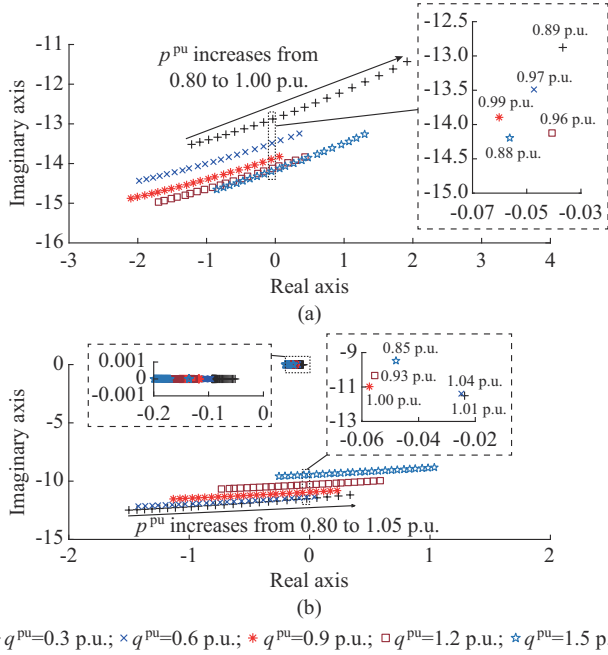 -10
-11
-12
-13
-14
-15
-16
Imaginary axis
p^pu increases from
0.80 to 1.00 p.u.
-3 -2 -1 0 1 2 3 4
Real axis
-12.5
-13.0
-13.5
-14.0
-14.5
-15.0
0.89 p.u.
0.97 p.u.
0.99 p.u.
0.96 p.u.
0.88 p.u.
-0.07 -0.05 -0.03
(a)
5
0
-5
-10
-15
Imaginary axis
0.001
0
-0.001
-0.2 -0.1 0
-9
-11
-13
0.85 p.u.
0.93 p.u.
1.04 p.u.
1.00 p.u.
1.01 p.u.
-0.06 -0.04 -0.02
p^pu increases from 0.80 to 1.05 p.u.
-2 -1 0 1 2
Real axis
(b)
q^pu=0.3 p.u.; × q^pu=0.6 p.u.; q^pu=0.9 p.u.; q^pu=1.2 p.u.; q^pu=1.5 p